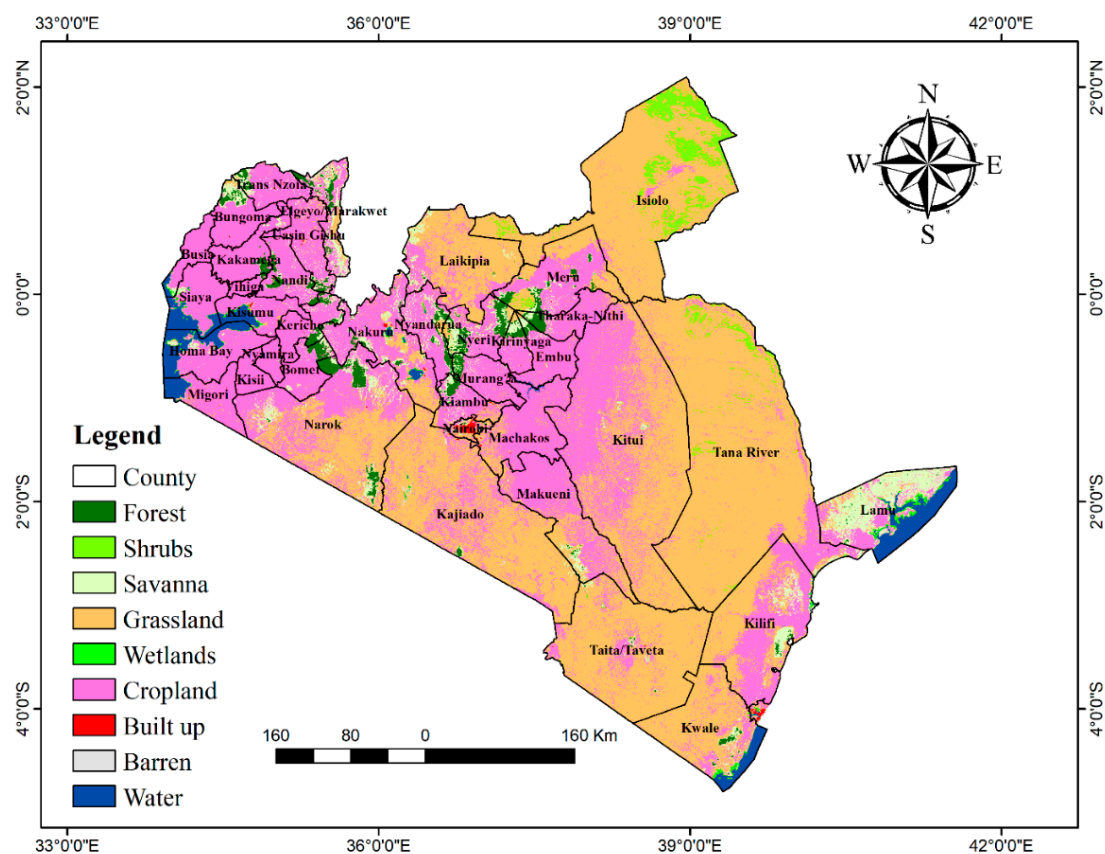 33°0'0"E 36°0'0"E 39°0'0"E 42°0'0"E
2°0'0"N
0°0'0"
2°0'0"S
4°0'0"S
2°0'0"N
0°0'0"
2°0'0"S
4°0'0"S
N
W E
S
Trans Nzoia
Elgeyo/Marakwet
Bungoma
Uasin Gishu
Isiolo
Busia
Kakamega
Laikipia
Nandi
Vihiga
Meru
Siaya
Kisumu
Tharaka-Nithi
Kericho
Nakuru
Nyandurua
Nyeri
Kirinyaga
Homa Bay
Nyamira
Embu
Bomet
Kisii
Murang'a
Migori
Kiambu
Narok
Nairobi
Machakos
Kitui
Tana River
Makueni
Kajiado
Lamu
Kilifi
Taita/Taveta
Kwale
Legend
County
Forest
Shrubs
Savanna
Grassland
Wetlands
Cropland
Built up
Barren
Water
160 80 0 160 Km
33°0'0"E 36°0'0"E 39°0'0"E 42°0'0"E